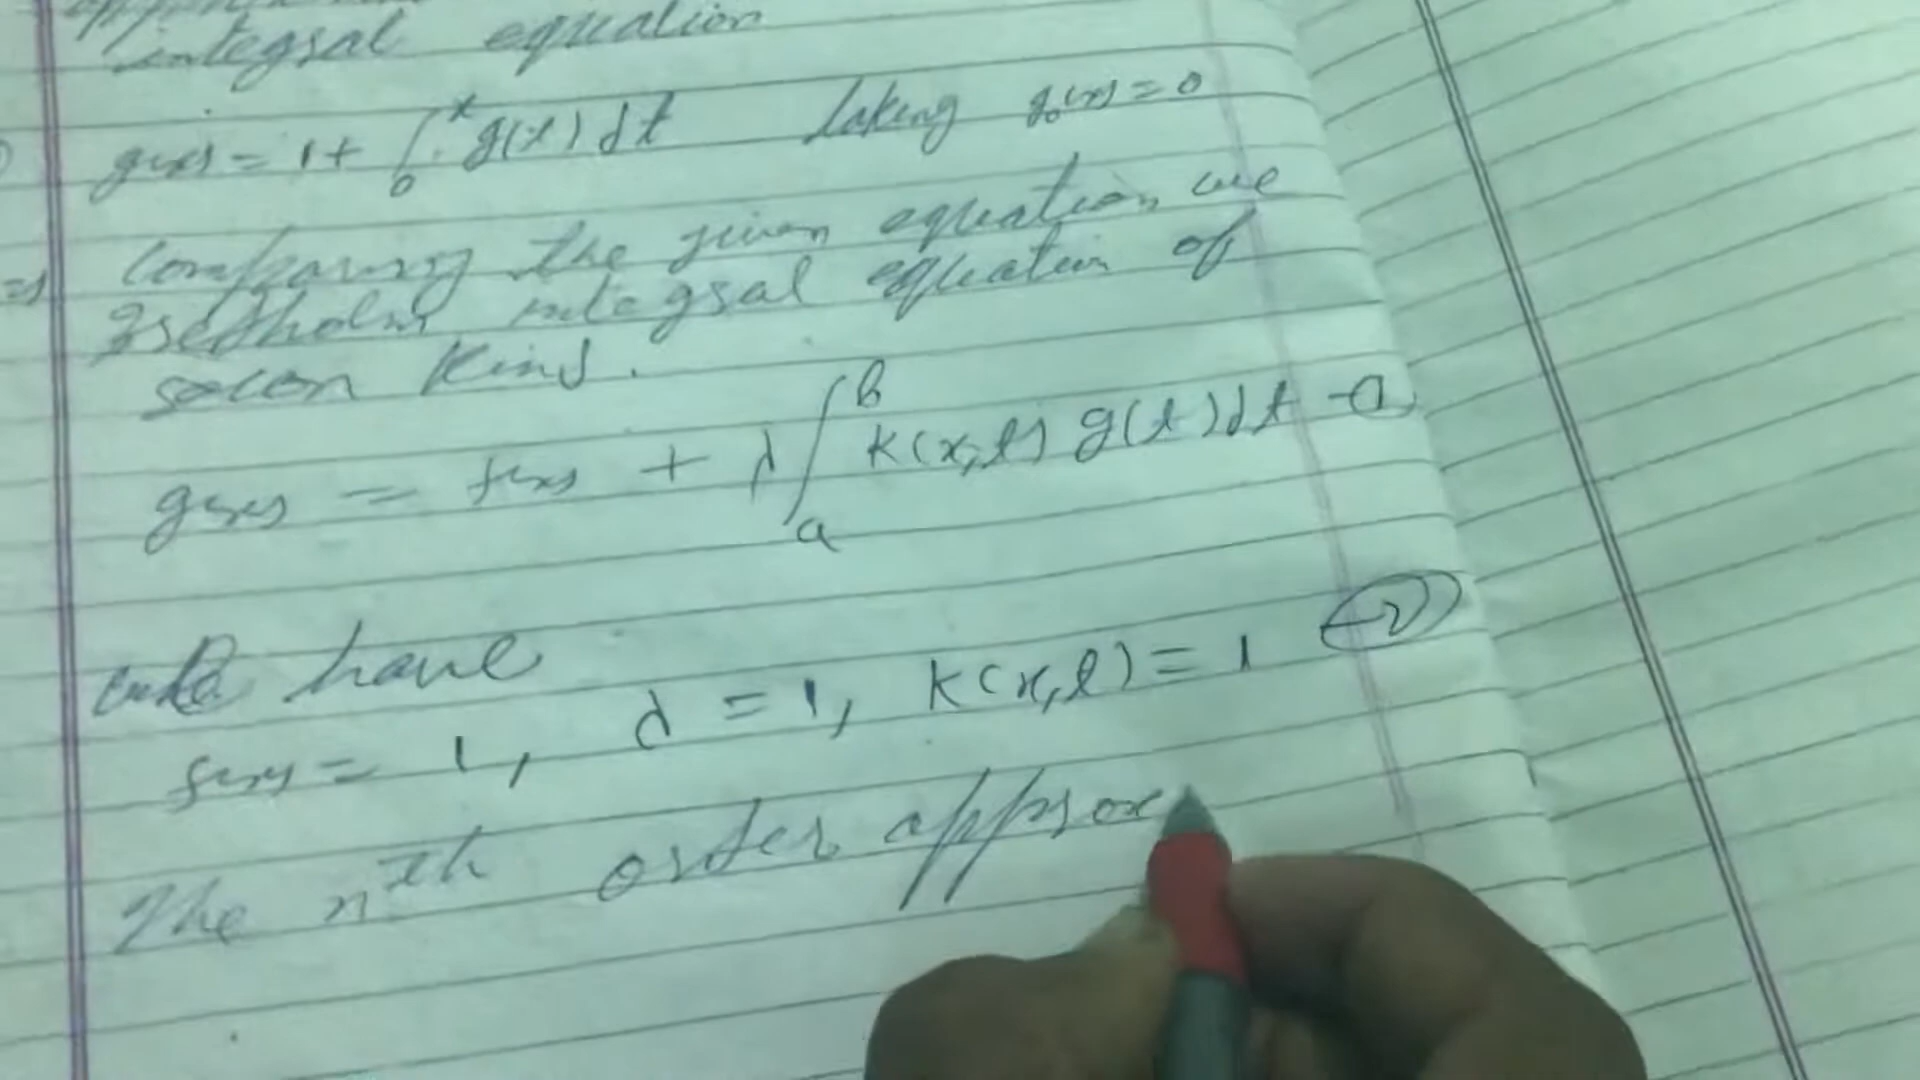 integral equation
g(x) = 1 + ∫₀ˣ g(t) dt taking g₀(x) = 0
=> Comparing the given equation we
Fredholm integral equation of
secon kind.
g(x) = f(x) + λ ∫ₐᵇ K(x,t) g(t) dt -①
we have
f(x) = 1, λ = 1, K(x,t) = 1 -②
The nᵗʰ order approx